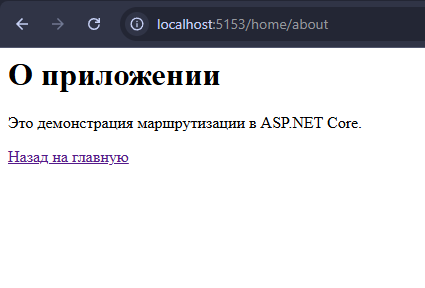 localhost:5153/home/about
О приложении
Это демонстрация маршрутизации в ASP.NET Core.
Назад на главную